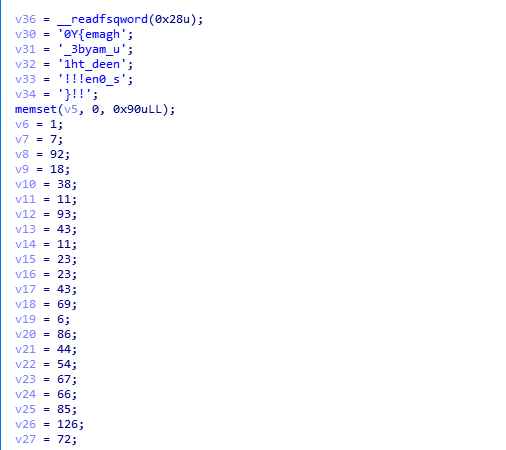 v36 = __readfsqword(0x28u);
v30 = '0Y{emagh';
v31 = '_3byam_u';
v32 = '1ht_deen';
v33 = '!!!en0_s';
v34 = '}!!';
memset(v5, 0, 0x90uLL);
v6 = 1;
v7 = 7;
v8 = 92;
v9 = 18;
v10 = 38;
v11 = 11;
v12 = 93;
v13 = 43;
v14 = 11;
v15 = 23;
v16 = 23;
v17 = 43;
v18 = 69;
v19 = 6;
v20 = 86;
v21 = 44;
v22 = 54;
v23 = 67;
v24 = 66;
v25 = 85;
v26 = 126;
v27 = 72;